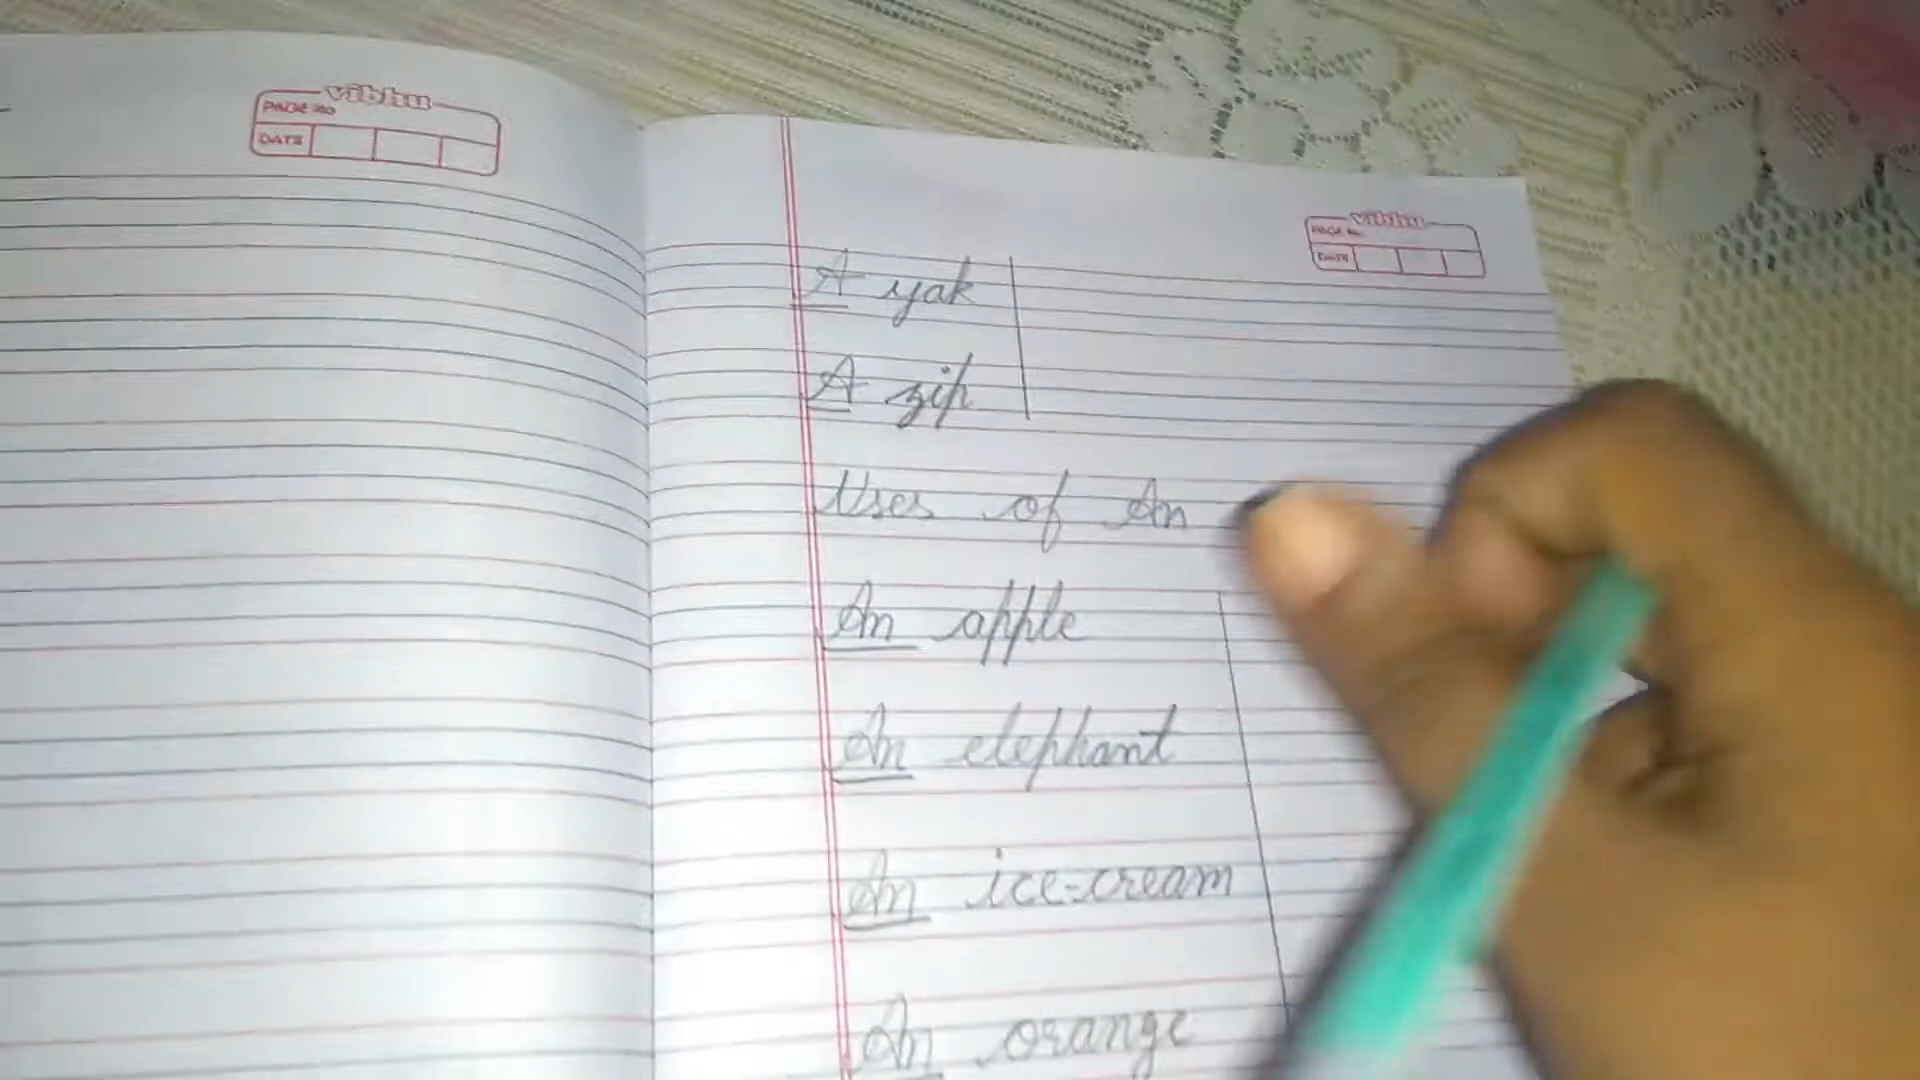 vibhu
PAGE NO
DATE
vibhu
PAGE No.
DATE
A yak
A zip
Uses of An
An apple
An elephant
An ice-cream
An orange